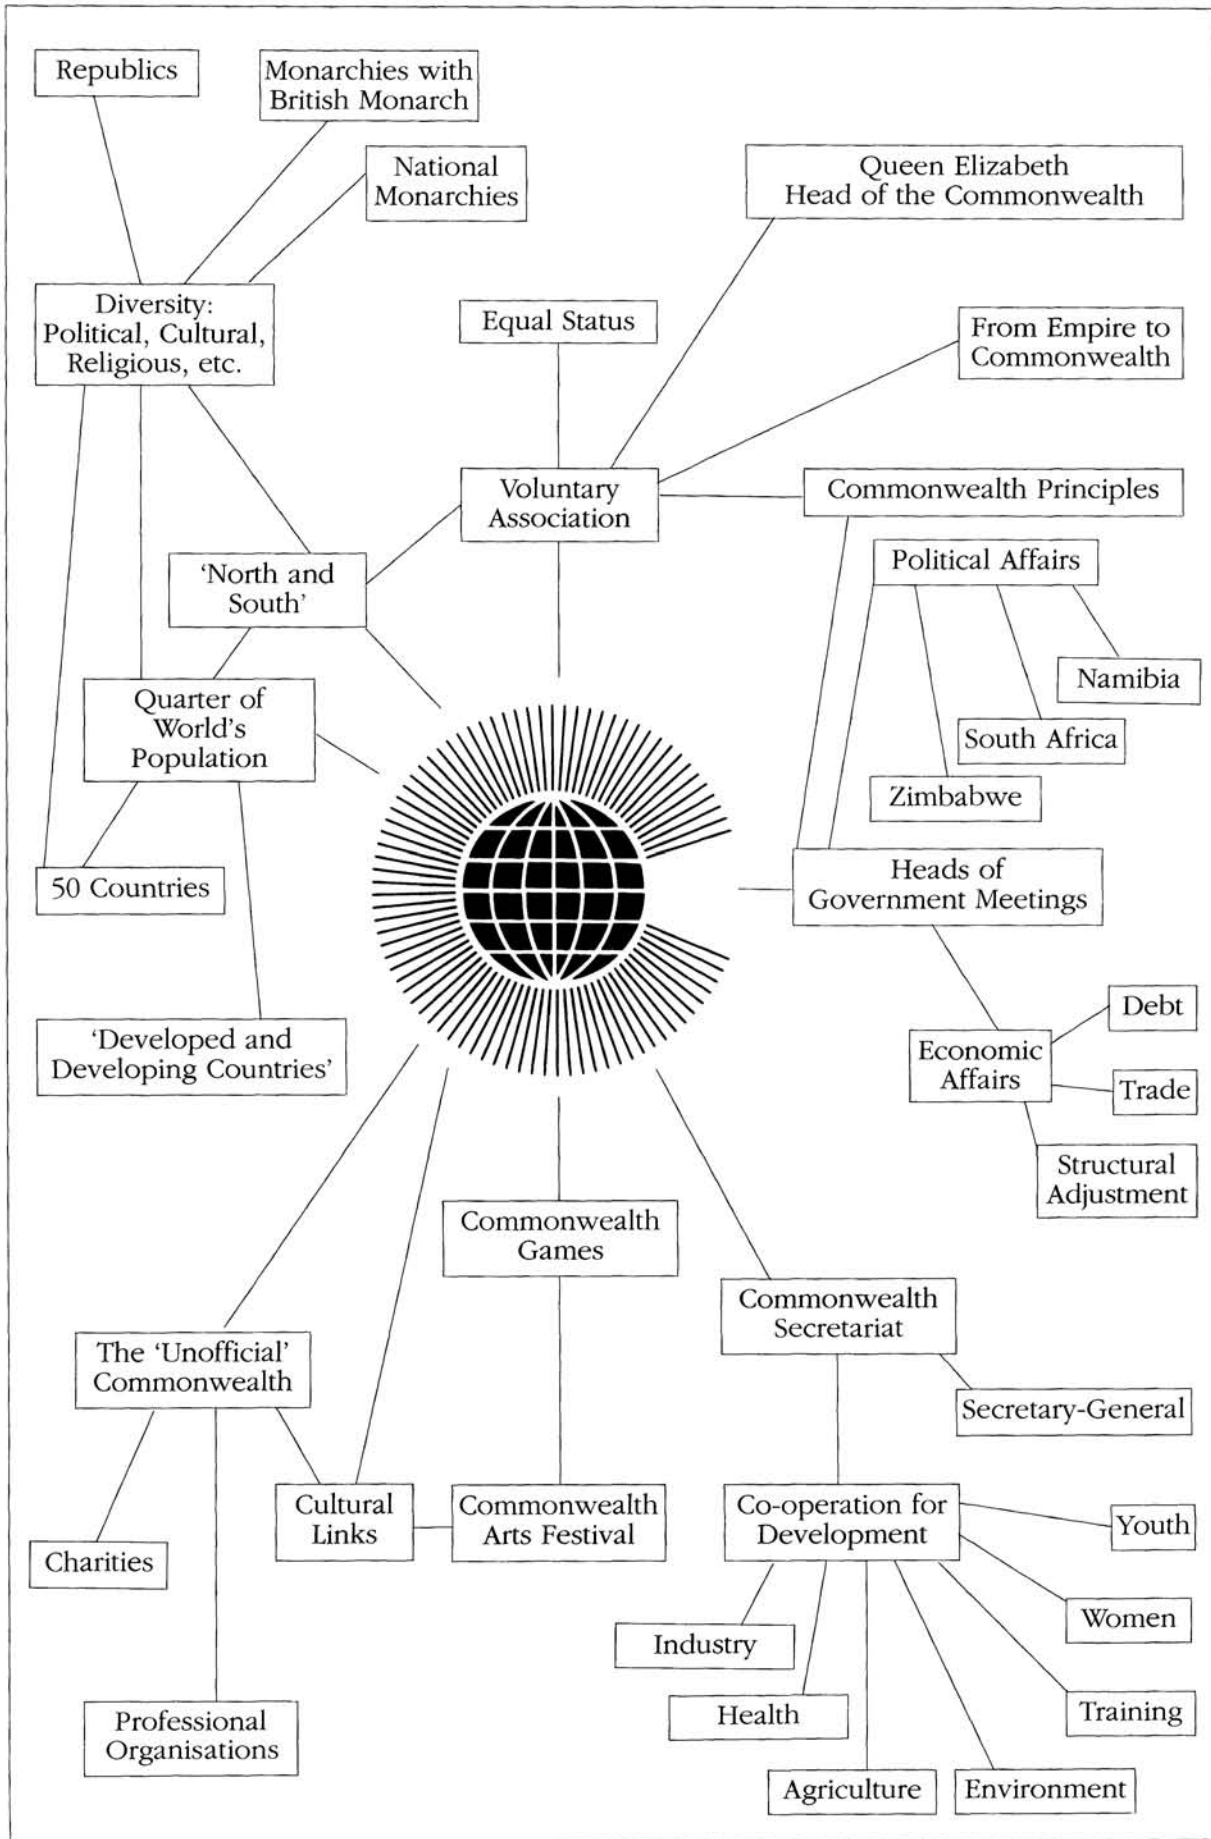 Republics
Monarchies with
British Monarch
National
Monarchies
Queen Elizabeth
Head of the Commonwealth
Diversity:
Political, Cultural,
Religious, etc.
Equal Status
From Empire to
Commonwealth
Voluntary
Association
Commonwealth Principles
'North and
South'
Political Affairs
Namibia
South Africa
Zimbabwe
Quarter of
World's
Population
50 Countries
Heads of
Government Meetings
'Developed and
Developing Countries'
Economic
Affairs
Debt
Trade
Structural
Adjustment
Commonwealth
Games
Commonwealth
Secretariat
Secretary-General
The 'Unofficial'
Commonwealth
Cultural
Links
Commonwealth
Arts Festival
Co-operation for
Development
Charities
Professional
Organisations
Youth
Women
Training
Industry
Health
Agriculture
Environment